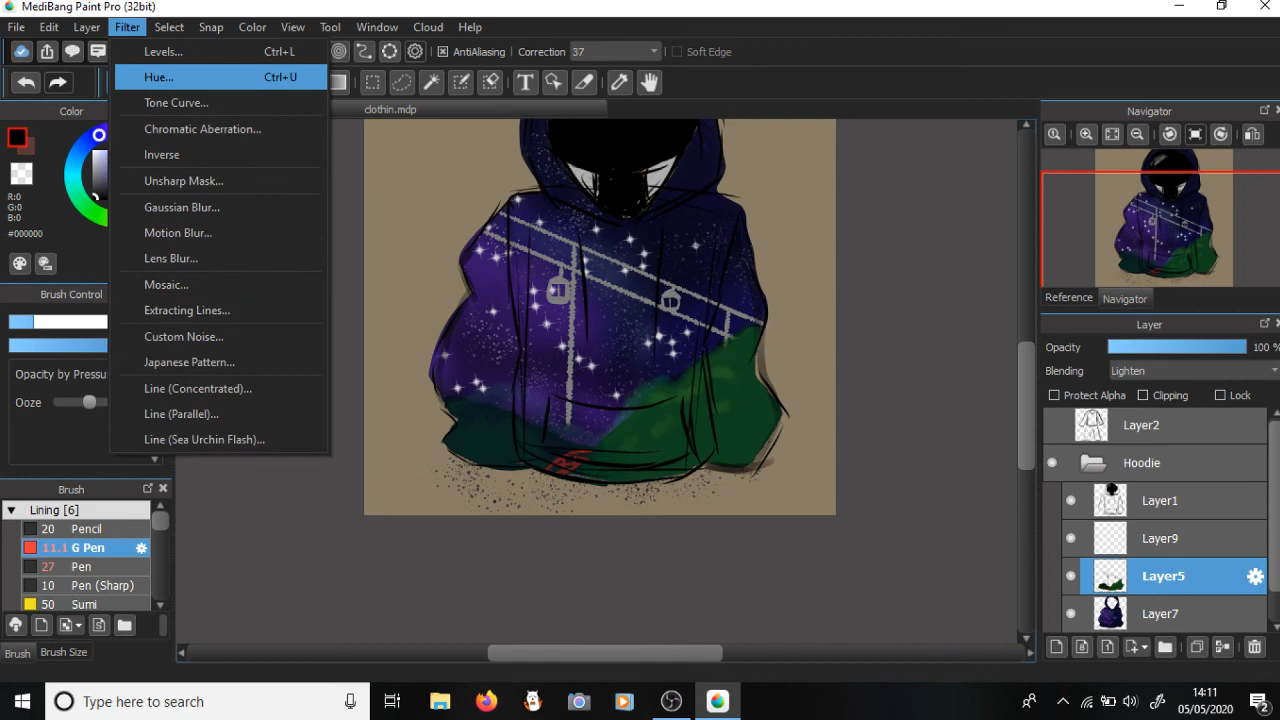 MediBang Paint Pro (32bit)
File Edit Layer Filter Select Snap Color View Tool Window Cloud Help
AntiAliasing Correction 37 Soft Edge
Levels... Ctrl+L
Hue... Ctrl+U
Tone Curve...
Chromatic Aberration...
Inverse
Unsharp Mask...
Gaussian Blur...
Motion Blur...
Lens Blur...
Mosaic...
Extracting Lines...
Custom Noise...
Japanese Pattern...
Line (Concentrated)...
Line (Parallel)...
Line (Sea Urchin Flash)...
clothin.mdp
Color
R:0
G:0
B:0
#000000
Brush Control
Opacity by Pressu
Ooze
Brush
Lining [6]
20 Pencil
11.1 G Pen
27 Pen
10 Pen (Sharp)
50 Sumi
Brush Brush Size
Navigator
Reference Navigator
Layer
Opacity 100 %
Blending Lighten
Protect Alpha Clipping Lock
Layer2
Hoodie
Layer1
Layer9
Layer5
Layer7
Type here to search
14:11
05/05/2020
2